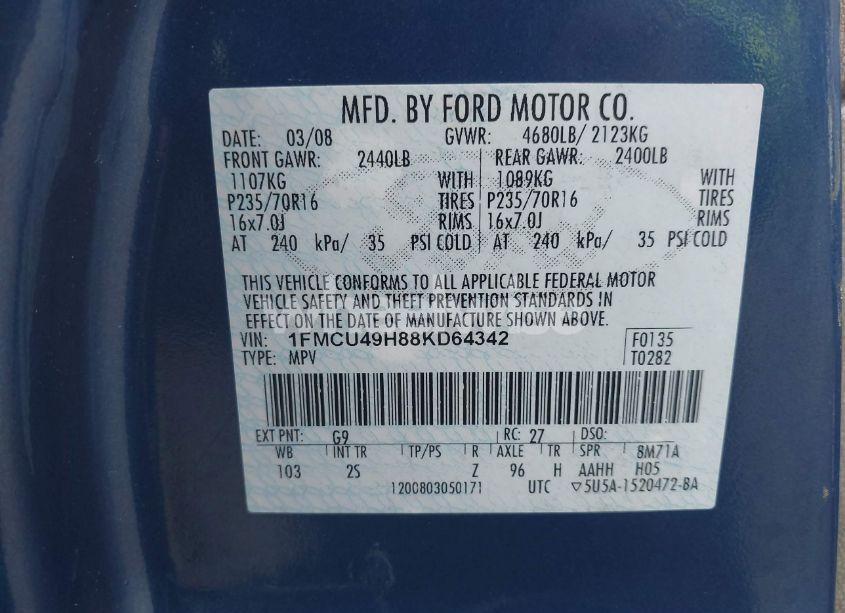 MFD. BY FORD MOTOR CO.
DATE: 03/08 GVWR: 4680LB/ 2123KG
FRONT GAWR: 2440LB REAR GAWR: 2400LB
1107KG WITH 1089KG WITH
P235/70R16 TIRES P235/70R16 TIRES
16x7.0J RIMS 16x7.0J RIMS
AT 240 kPa/ 35 PSI COLD AT 240 kPa/ 35 PSI COLD
THIS VEHICLE CONFORMS TO ALL APPLICABLE FEDERAL MOTOR
VEHICLE SAFETY AND THEFT PREVENTION STANDARDS IN
EFFECT ON THE DATE OF MANUFACTURE SHOWN ABOVE.
VIN: 1FMCU49H88KD64342 F0135
TYPE: MPV T0282
EXT PNT: G9 RC: 27 DSO:
WB INT TR TP/PS R AXLE TR SPR 8M71A
103 2S Z 96 H AAHH H05
1200803050171 UTC ▽5U5A-1520472-BA